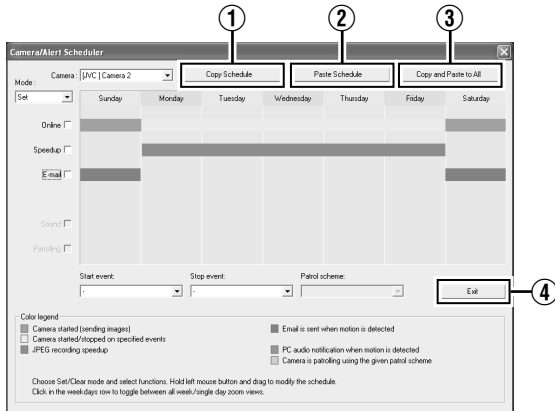 ① ② ③
Camera/Alert Scheduler
Mode : Camera : [JVC ] Camera 2 Copy Schedule Paste Schedule Copy and Paste to All
Set Sunday Monday Tuesday Wednesday Thursday Friday Saturday
Online
Speedup
E-mail
Sound
Patrolling
Start event: Stop event: Patrol scheme:
- - Exit ④
Color legend
Camera started (sending images) Email is sent when motion is detected
Camera started/stopped on specified events
JPEG recording speedup PC audio notification when motion is detected
Camera is patrolling using the given patrol scheme
Choose Set/Clear mode and select functions. Hold left mouse button and drag to modify the schedule.
Click in the weekdays row to toggle between all week/single day zoom views.